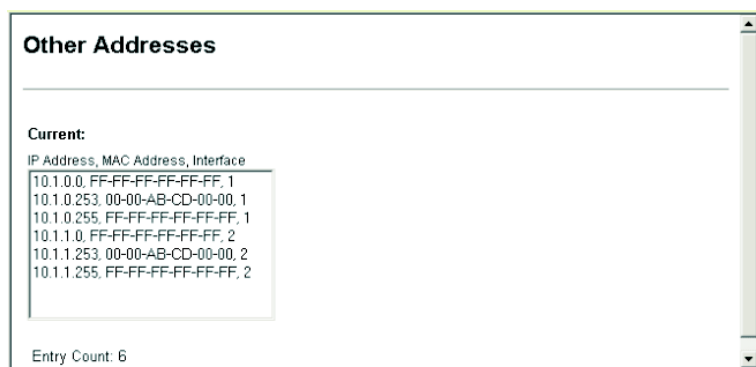 Other Addresses
Current:
IP Address, MAC Address, Interface
10.1.0.0, FF-FF-FF-FF-FF-FF, 1
10.1.0.253, 00-00-AB-CD-00-00, 1
10.1.0.255, FF-FF-FF-FF-FF-FF, 1
10.1.1.0, FF-FF-FF-FF-FF-FF, 2
10.1.1.253, 00-00-AB-CD-00-00, 2
10.1.1.255, FF-FF-FF-FF-FF-FF, 2
Entry Count: 6